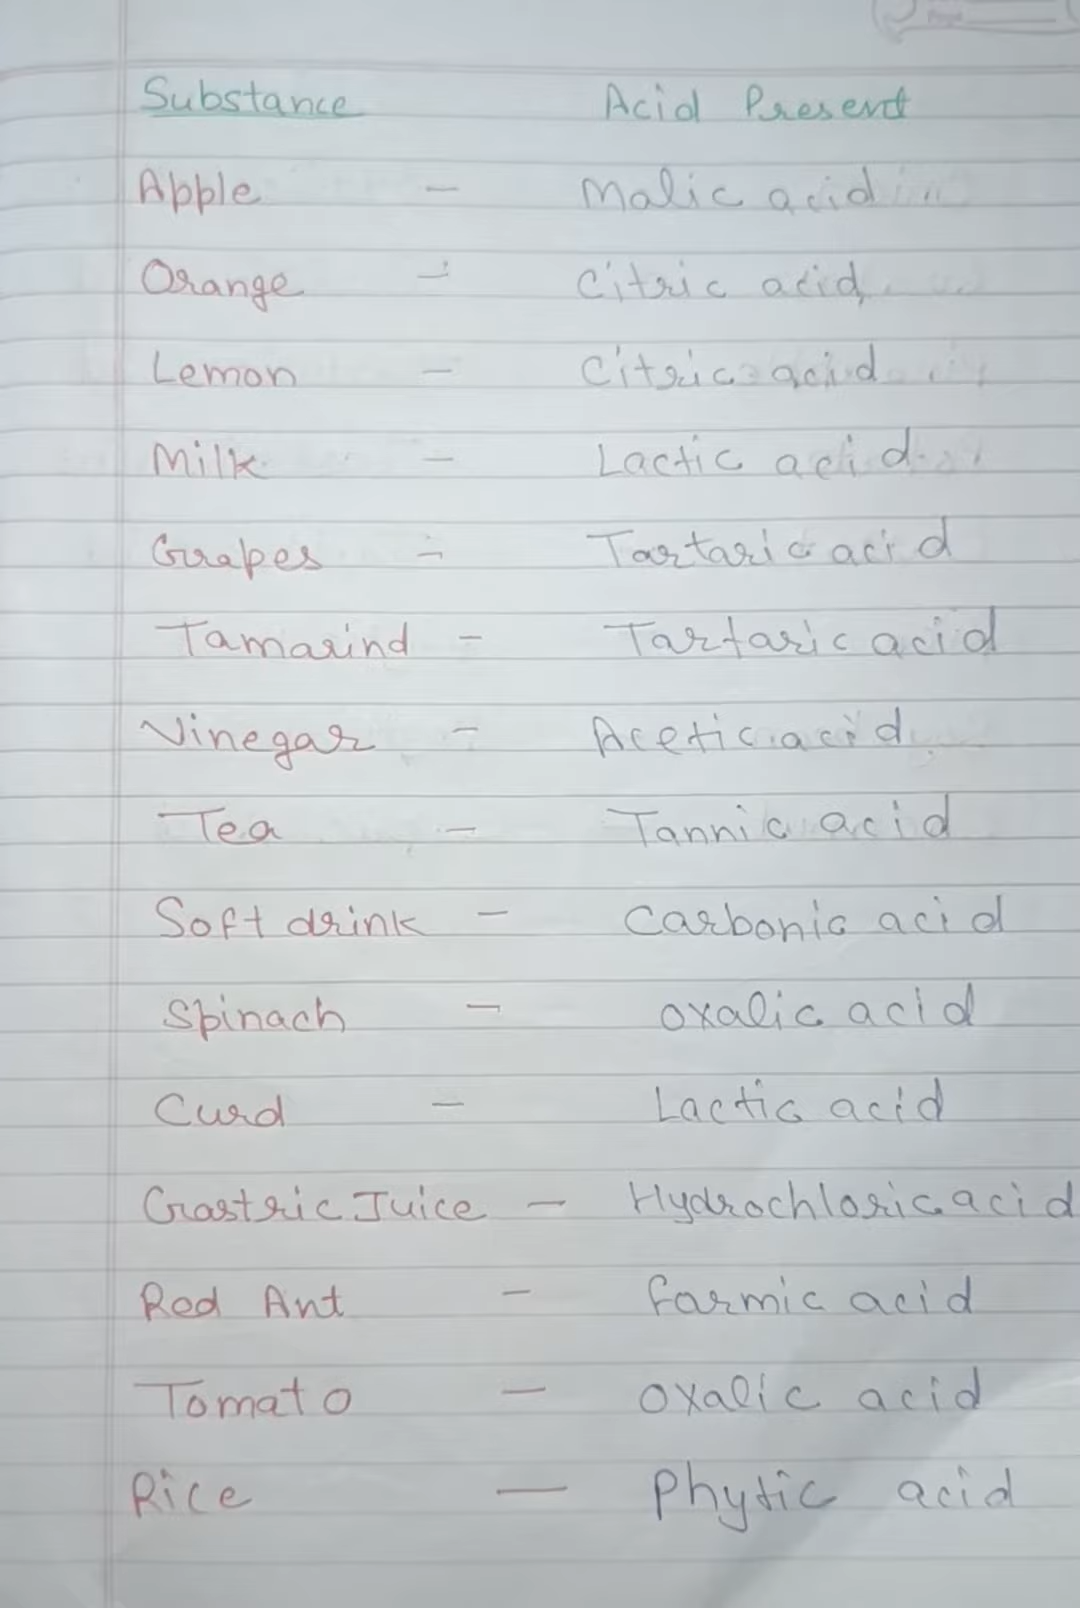 Substance Acid Present
Apple - Malic acid
Orange - Citric acid
Lemon - Citric acid
Milk - Lactic acid
Grapes - Tartaric acid
Tamarind - Tartaric acid
Vinegar - Acetic acid
Tea - Tannic acid
Soft drink - Carbonic acid
Spinach - Oxalic acid
Curd - Lactic acid
Gastric Juice - Hydrochloric acid
Red Ant - Farmic acid
Tomato - Oxalic acid
Rice - Phytic acid